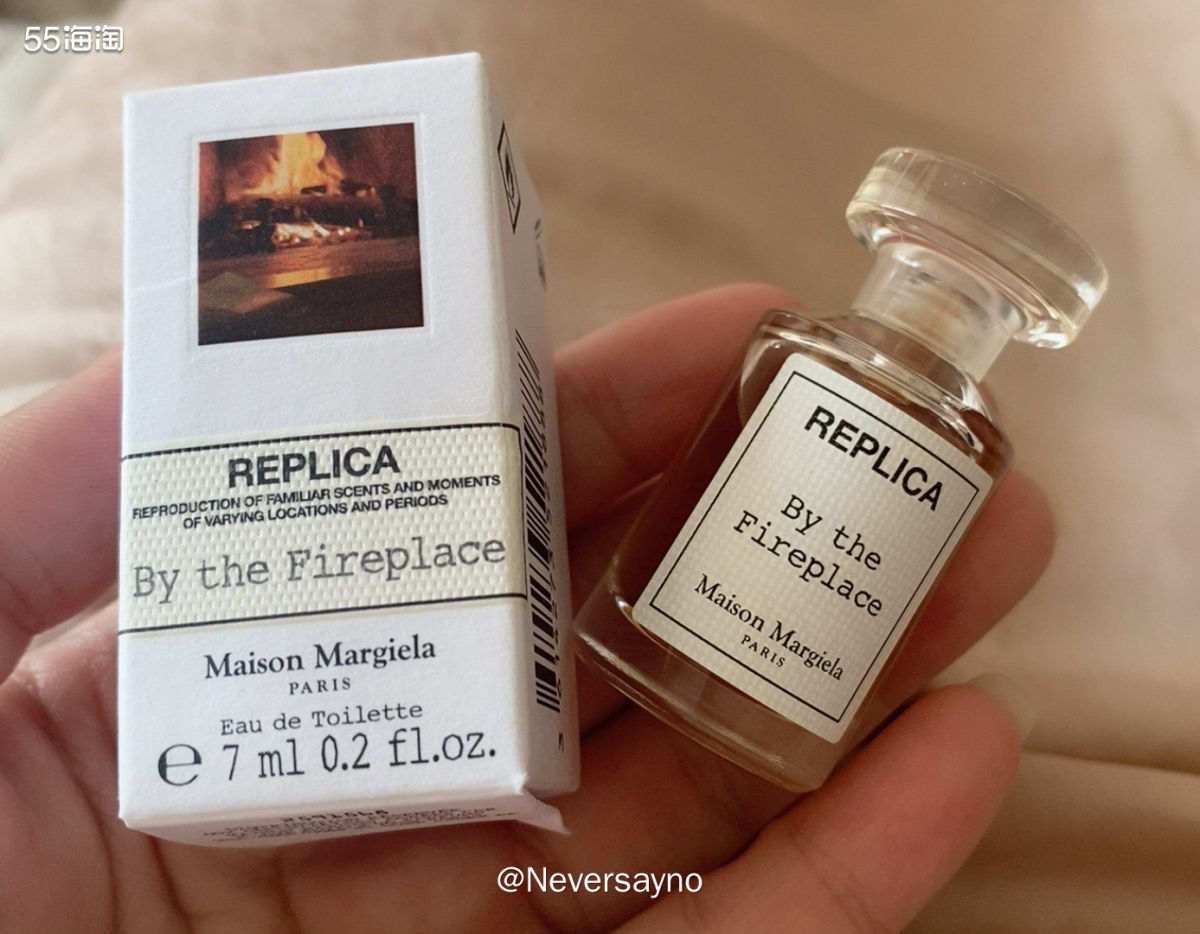 55海淘
REPLICA
REPRODUCTION OF FAMILIAR SCENTS AND MOMENTS
OF VARYING LOCATIONS AND PERIODS
By the Fireplace
Maison Margiela
PARIS
Eau de Toilette
e 7 ml 0.2 fl.oz.
REPLICA
By the
Fireplace
Maison Margiela
PARIS
@Neversayno